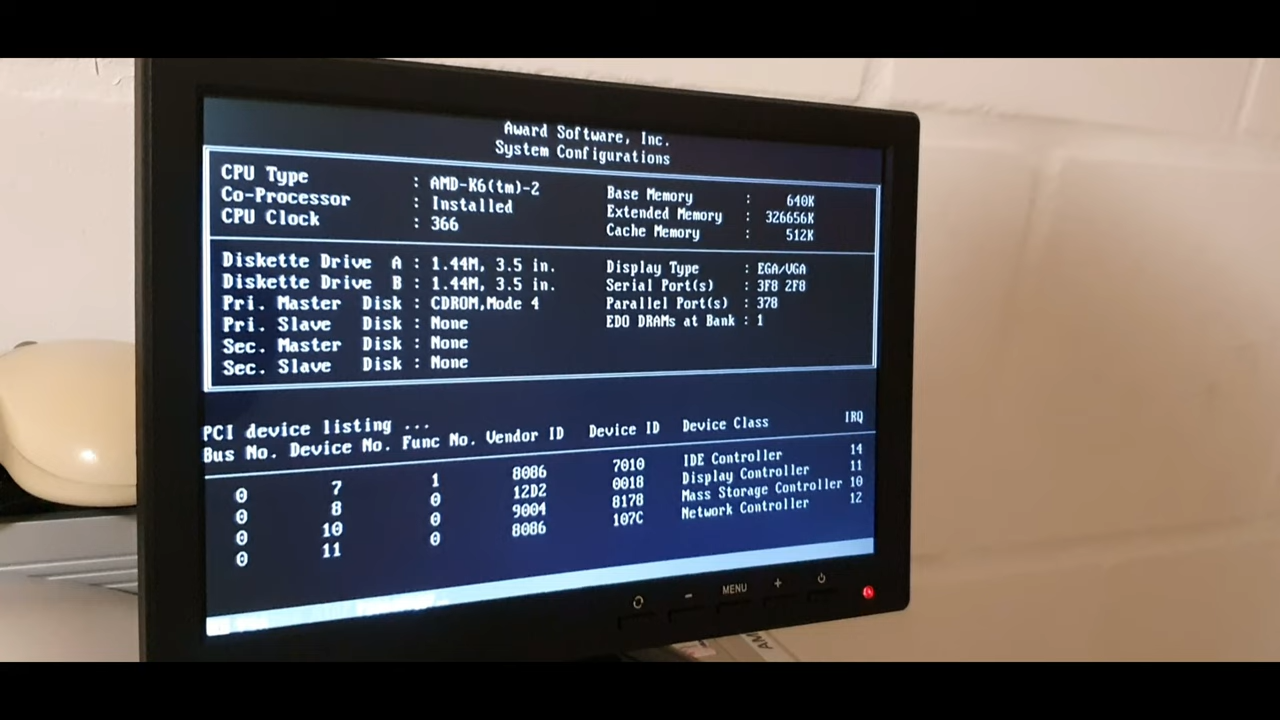 Award Software, Inc.
System Configurations
CPU Type : AMD-K6(tm)-2 Base Memory : 640K
Co-Processor : Installed Extended Memory : 326656K
CPU Clock : 366 Cache Memory : 512K
Diskette Drive A : 1.44M, 3.5 in. Display Type : EGA/VGA
Diskette Drive B : 1.44M, 3.5 in. Serial Port(s) : 3F8 2F8
Pri. Master Disk : CDROM,Mode 4 Parallel Port(s) : 378
Pri. Slave Disk : None EDO DRAMs at Bank : 1
Sec. Master Disk : None
Sec. Slave Disk : None
PCI device listing ...
Bus No. Device No. Func No. Vendor ID Device ID Device Class IRQ
0 7 1 8086 7010 IDE Controller 14
0 8 0 12D2 0018 Display Controller 11
0 10 0 9004 8178 Mass Storage Controller 10
0 11 0 8086 107C Network Controller 12
- MENU +